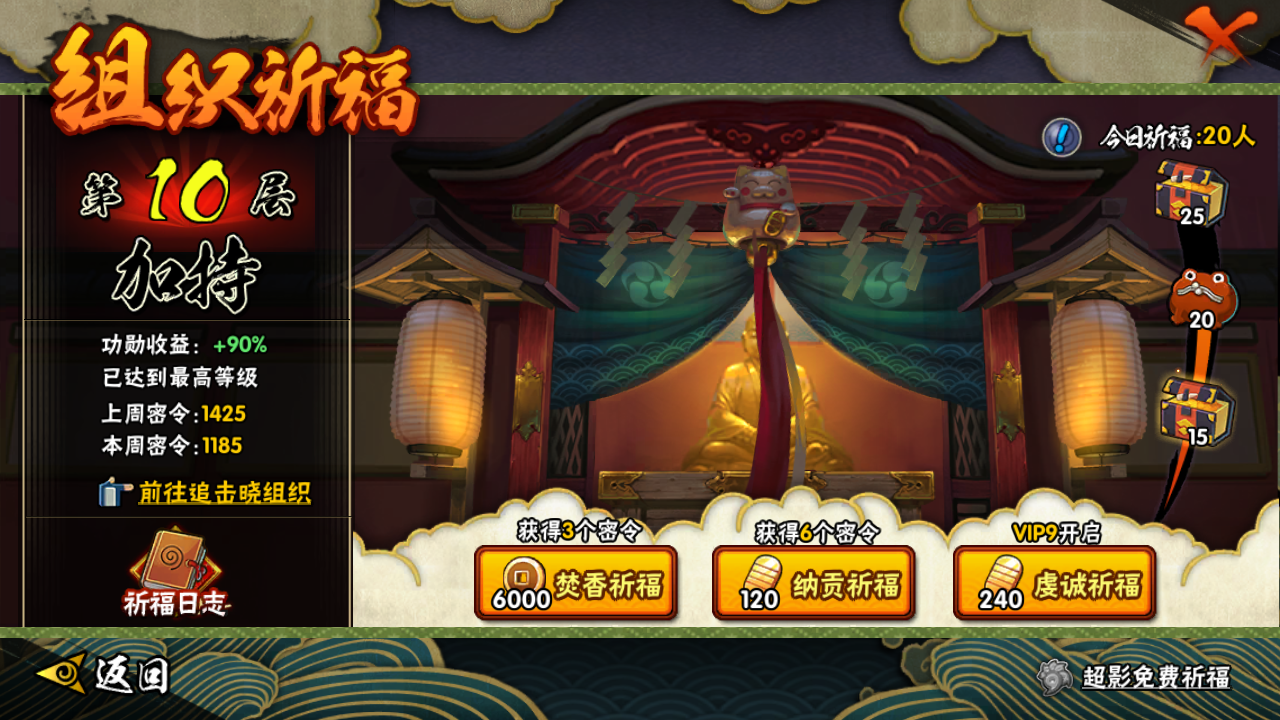 组织祈福
第10层
加持
功勋收益：+90%
已达到最高等级
上周密令:1425
本周密令:1185
前往追击晓组织
祈福日志
返回
今日祈福:20人
25
20
15
获得3个密令
6000 焚香祈福
获得6个密令
120 纳贡祈福
VIP9开启
240 虔诚祈福
超影免费祈福